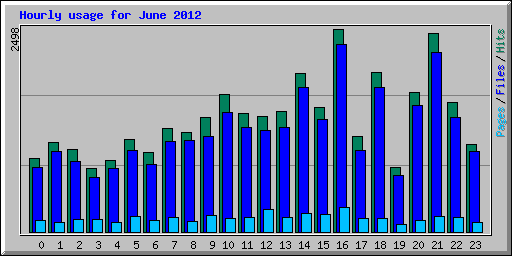 Hourly usage for June 2012
2498
Pages/Files/Hits
0 1 2 3 4 5 6 7 8 9 10 11 12 13 14 15 16 17 18 19 20 21 22 23